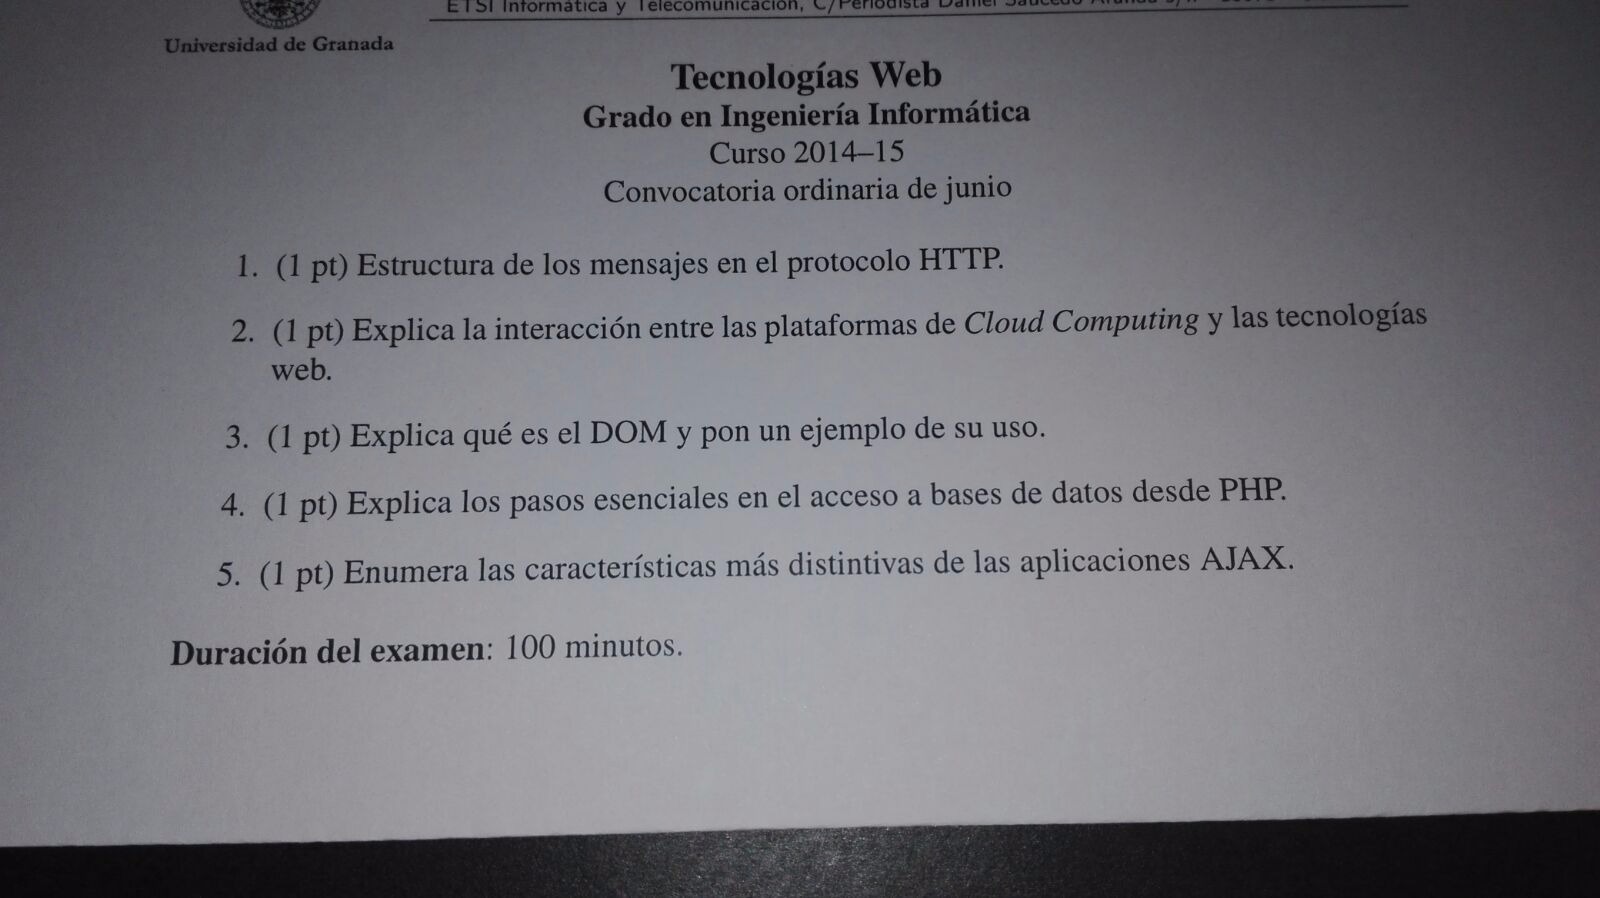 ETSI Informática y Telecomunicación, C/Periodista Daniel Saucedo Aranda
Universidad de Granada
Tecnologías Web
Grado en Ingeniería Informática
Curso 2014–15
Convocatoria ordinaria de junio
1. (1 pt) Estructura de los mensajes en el protocolo HTTP.
2. (1 pt) Explica la interacción entre las plataformas de Cloud Computing y las tecnologías
web.
3. (1 pt) Explica qué es el DOM y pon un ejemplo de su uso.
4. (1 pt) Explica los pasos esenciales en el acceso a bases de datos desde PHP.
5. (1 pt) Enumera las características más distintivas de las aplicaciones AJAX.
Duración del examen: 100 minutos.